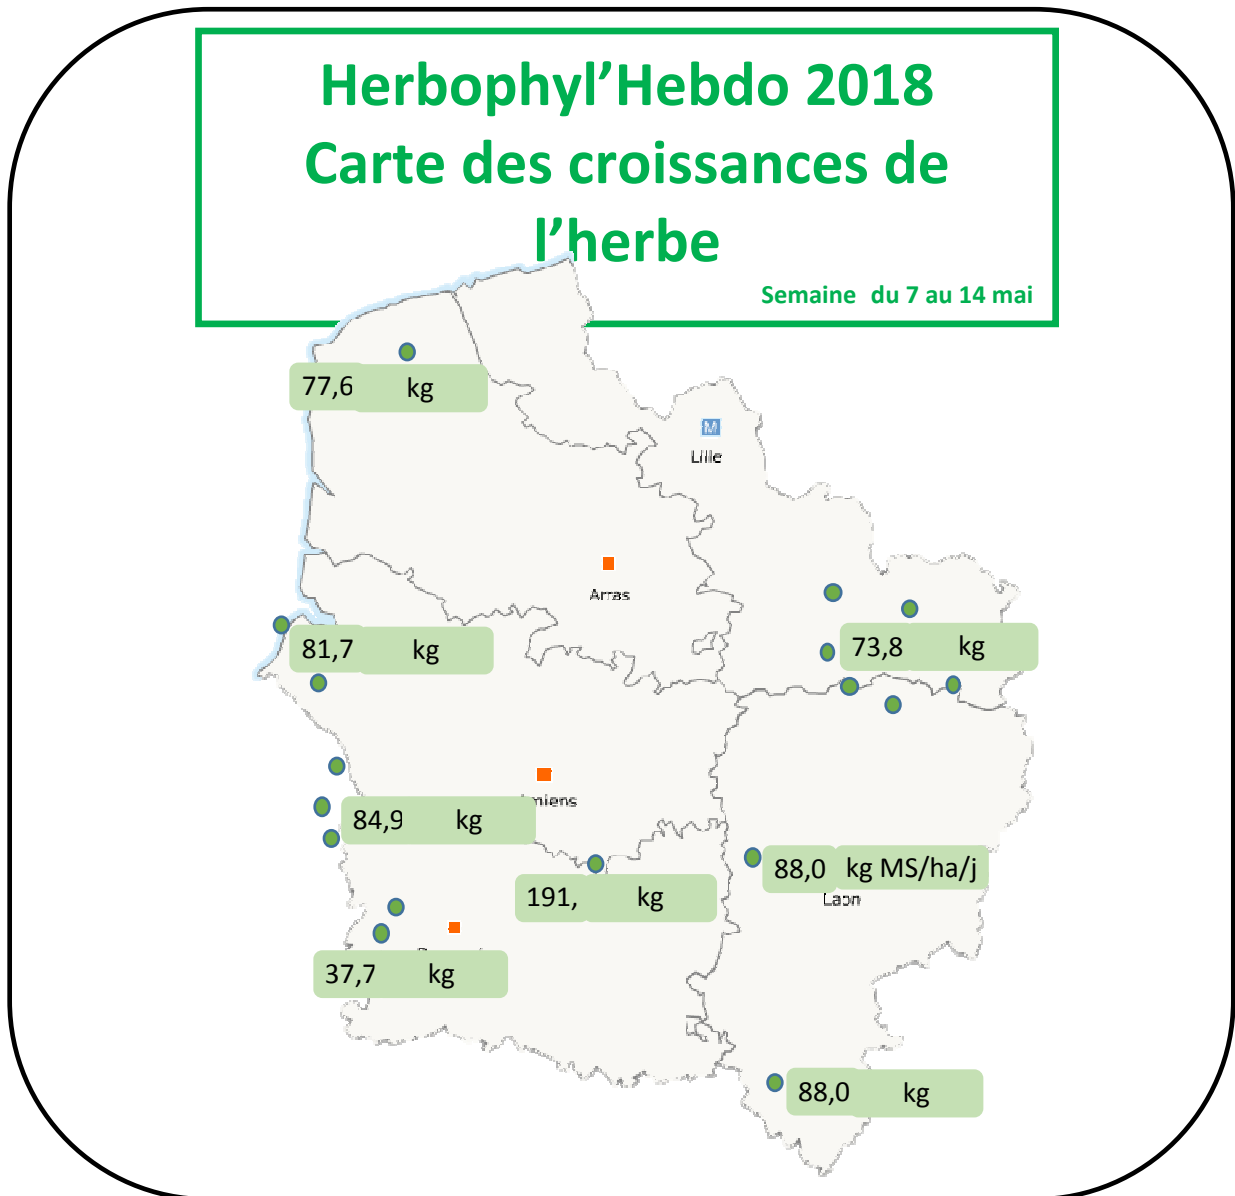 Herbophyl’Hebdo 2018
Carte des croissances de
l’herbe
Semaine du 7 au 14 mai
77,6 kg
M
Lille
Arras
81,7 kg
73,8 kg
84,9 kg
88,0 kg MS/ha/j
Laon
191, kg
37,7 kg
88,0 kg